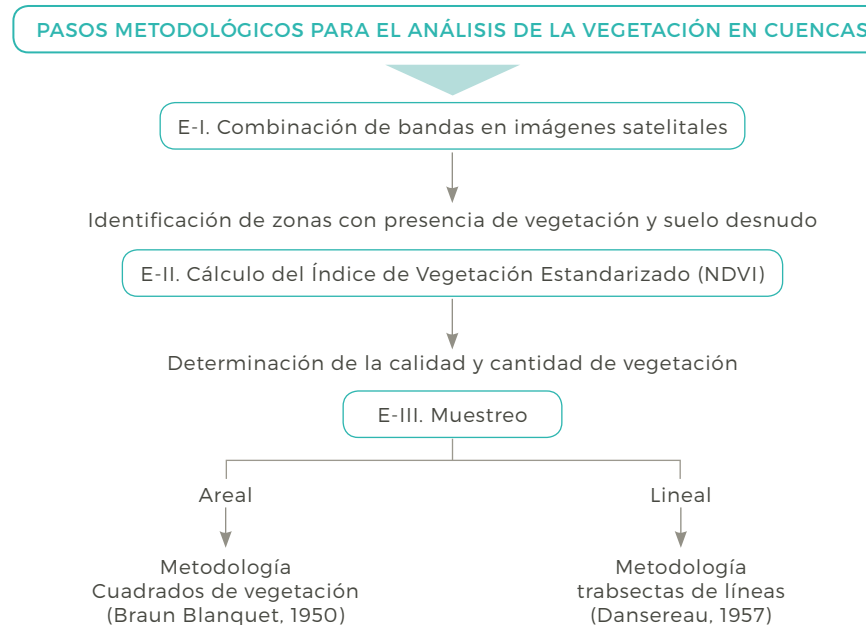 PASOS METODOLÓGICOS PARA EL ANÁLISIS DE LA VEGETACIÓN EN CUENCAS
E-I. Combinación de bandas en imágenes satelitales
Identificación de zonas con presencia de vegetación y suelo desnudo
E-II. Cálculo del Índice de Vegetación Estandarizado (NDVI)
Determinación de la calidad y cantidad de vegetación
E-III. Muestreo
Areal
Metodología
Cuadrados de vegetación
(Braun Blanquet, 1950)
Lineal
Metodología
trabsectas de líneas
(Dansereau, 1957)